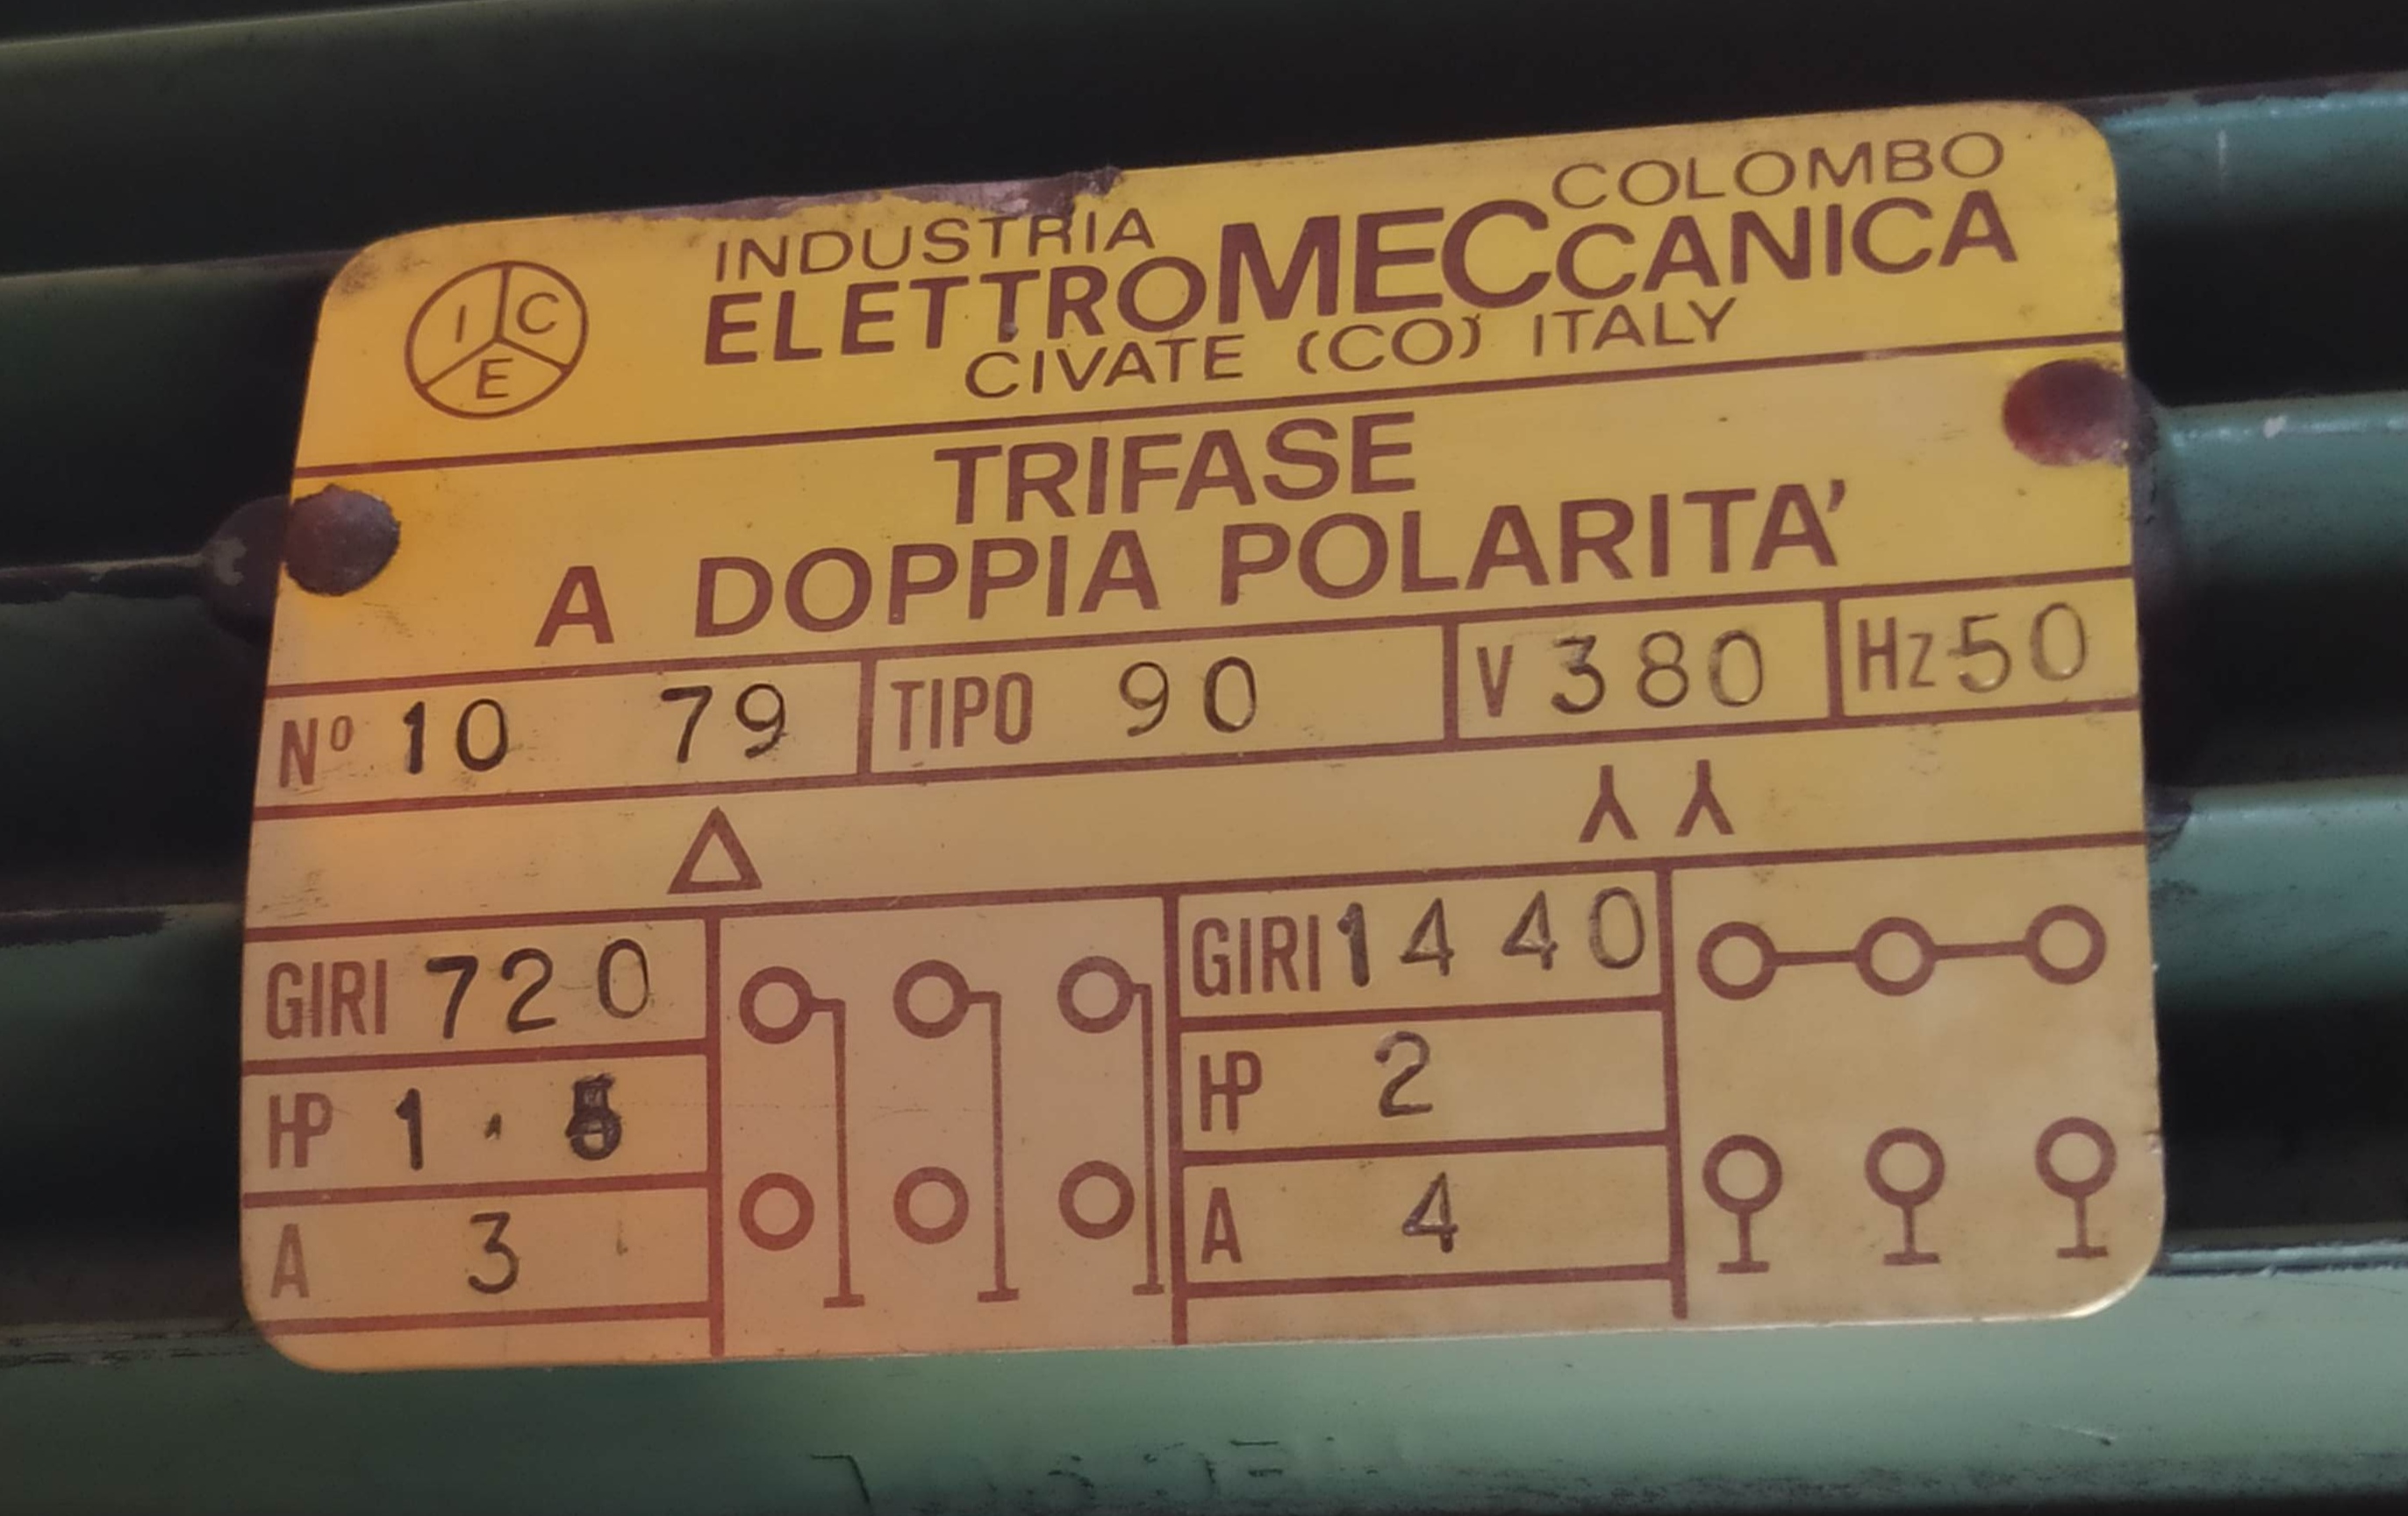 INDUSTRIA COLOMBO
I C E
ELETTROMECCANICA
CIVATE (CO) ITALY
TRIFASE
A DOPPIA POLARITA'
Nº 10 79 TIPO 90 V 380 Hz 50
Δ Y Y
GIRI 720 GIRI 1440
HP 1. HP 2
A 3 A 4